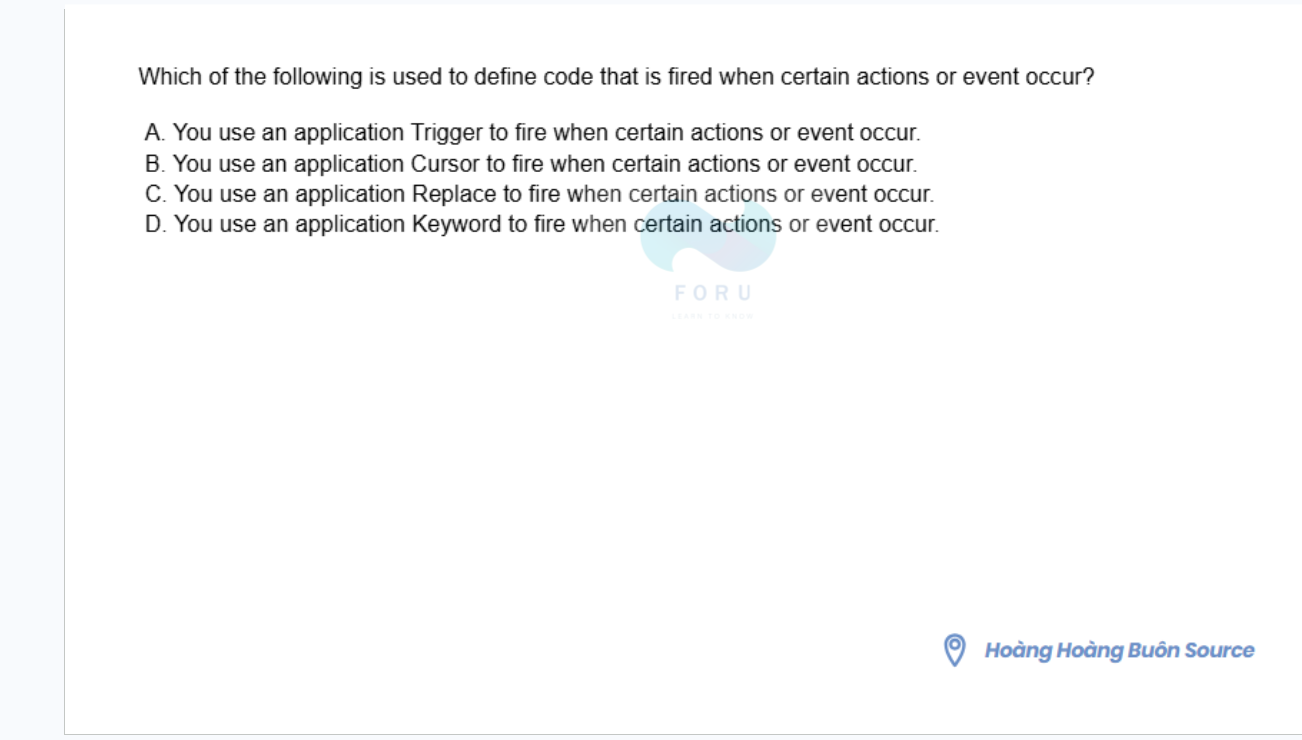 Which of the following is used to define code that is fired when certain actions or event occur?
A. You use an application Trigger to fire when certain actions or event occur.
B. You use an application Cursor to fire when certain actions or event occur.
C. You use an application Replace to fire when certain actions or event occur.
D. You use an application Keyword to fire when certain actions or event occur.
FORU
LEARN TO KNOW
Hoàng Hoàng Buôn Source